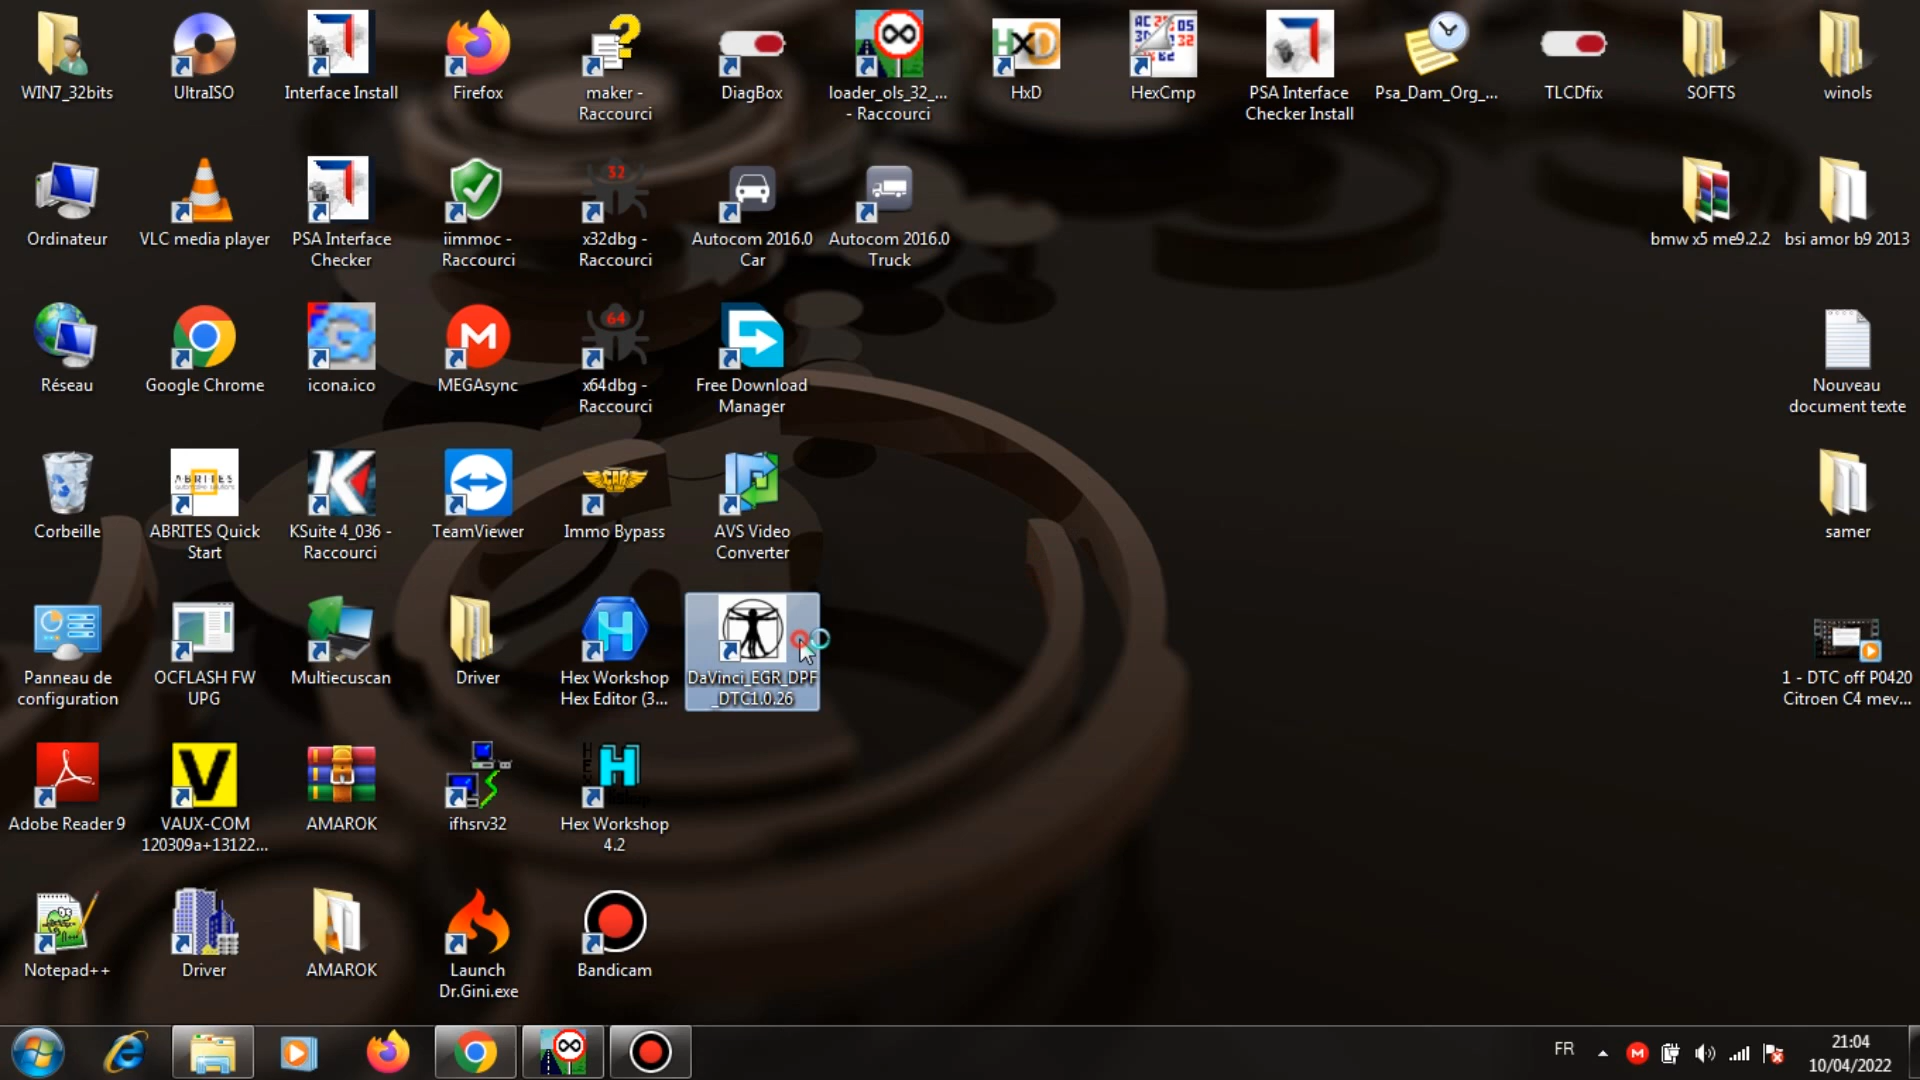 WIN7_32bits
UltraISO
Interface Install
Firefox
maker -
Raccourci
DiagBox
loader_ols_32_...
- Raccourci
HxD
HexCmp
PSA Interface
Checker Install
Psa_Dam_Org_...
TLCDfix
SOFTS
winols
Ordinateur
VLC media player
PSA Interface
Checker
iimmoc -
Raccourci
32
x32dbg -
Raccourci
Autocom 2016.0
Car
Autocom 2016.0
Truck
bmw x5 me9.2.2
bsi amor b9 2013
Réseau
Google Chrome
icona.ico
MEGAsync
64
x64dbg -
Raccourci
Free Download
Manager
Nouveau
document texte
Corbeille
ABRITES
ABRITES Quick
Start
KSuite 4_036 -
Raccourci
TeamViewer
CAR
Immo Bypass
AVS Video
Converter
samer
Panneau de
configuration
OCFLASH FW
UPG
Multiecuscan
Driver
Hex Workshop
Hex Editor (3...
DaVinci_EGR_DPF
_DTC1.0.26
1 - DTC off P0420
Citroen C4 mev...
Adobe Reader 9
VAUX-COM
120309a+13122...
AMAROK
ifhsrv32
Hex Workshop
4.2
Notepad++
Driver
AMAROK
Launch
Dr.Gini.exe
Bandicam
FR
21:04
10/04/2022